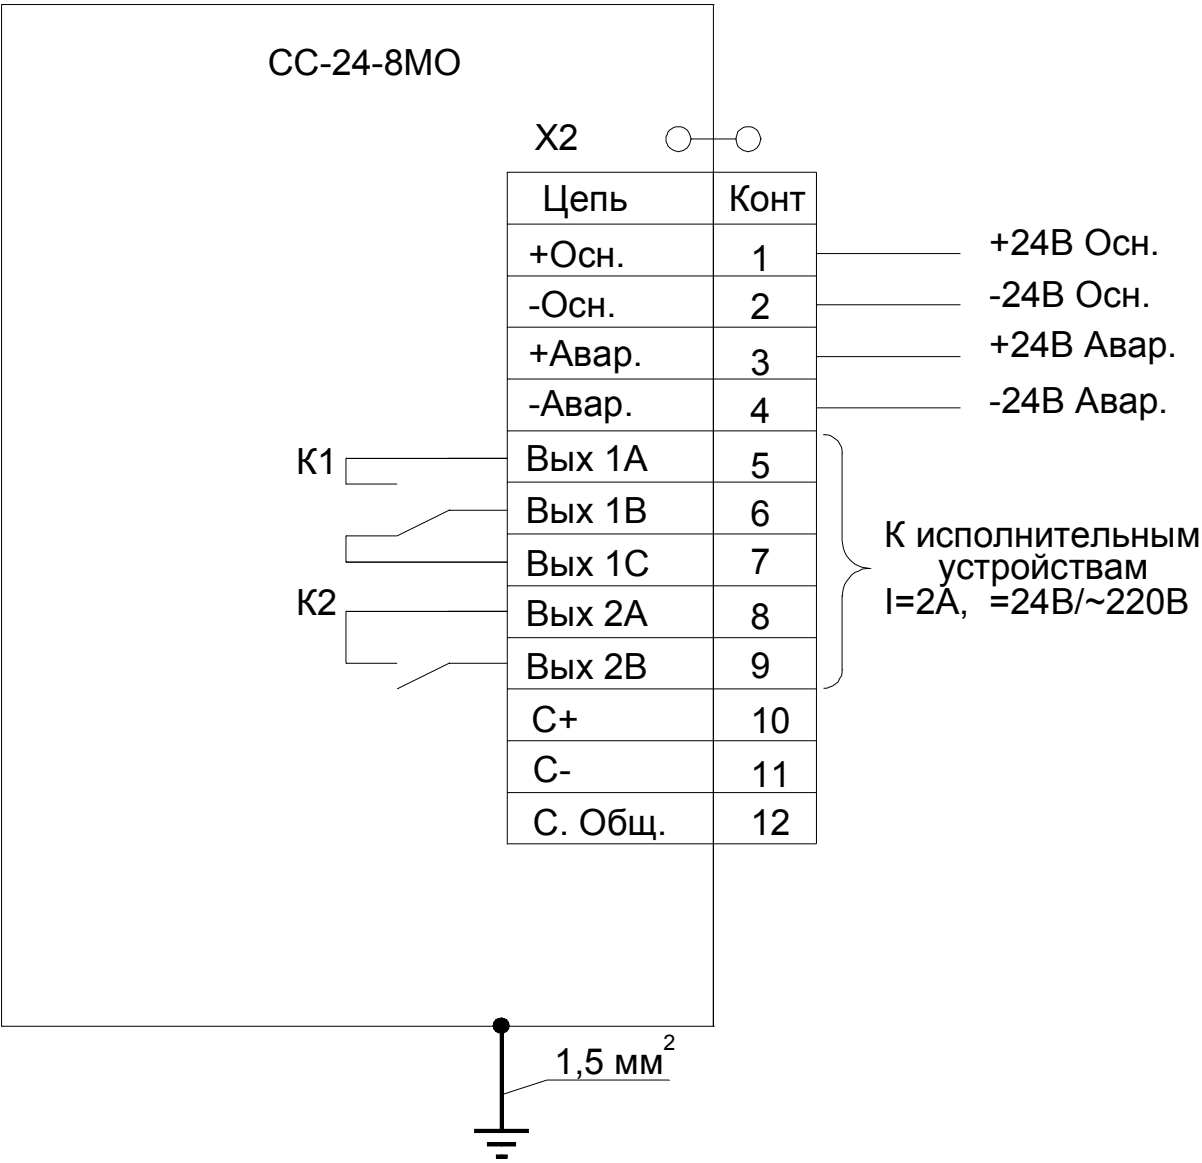 СС-24-8МО
Х2
Цепь Конт
+Осн. 1 +24В Осн.
-Осн. 2 -24В Осн.
+Авар. 3 +24В Авар.
-Авар. 4 -24В Авар.
К1 Вых 1А 5
Вых 1В 6
Вых 1С 7
К исполнительным
устройствам
I=2А, =24В/~220В
К2 Вых 2А 8
Вых 2В 9
С+ 10
С- 11
С. Общ. 12
1,5 мм²